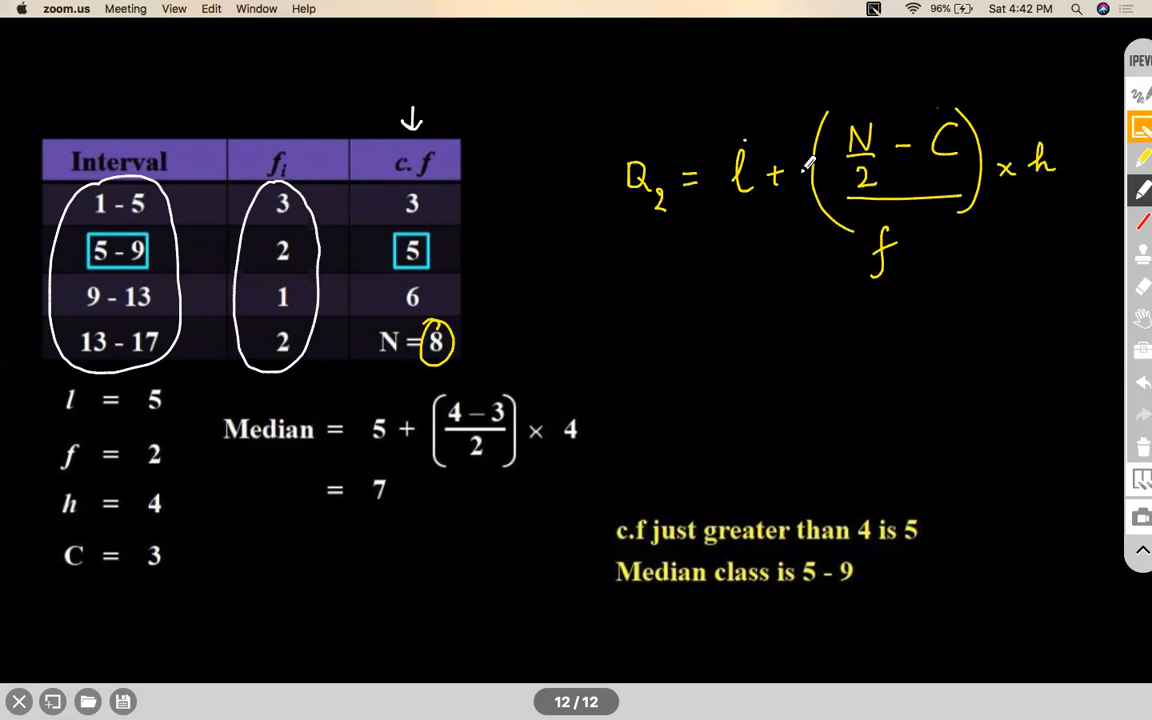 zoom.us Meeting View Edit Window Help 96% Sat 4:42 PM
IPEV
Interval fi c. f
1 - 5 3 3
5 - 9 2 5
9 - 13 1 6
13 - 17 2 N = 8
Q2 = l + (N/2 - C / f) × h
l = 5
f = 2
h = 4
C = 3
Median = 5 + (4 – 3 / 2) × 4
= 7
c.f just greater than 4 is 5
Median class is 5 - 9
12 / 12